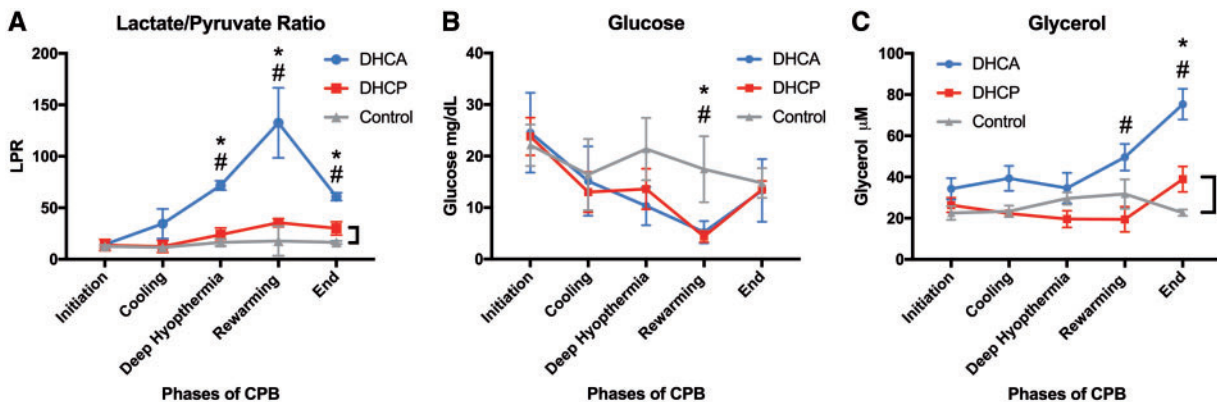 A Lactate/Pyruvate Ratio
200
150
100
50
0
LPR
DHCA
DHCP
Control
*
#
*
#
*
#
Initiation
Cooling
Deep Hyopthermia
Rewarming
End
Phases of CPB
B Glucose
40
30
20
10
0
Glucose mg/dL
DHCA
DHCP
Control
*
#
Initiation
Cooling
Deep Hyopthermia
Rewarming
End
Phases of CPB
C Glycerol
100
80
60
40
20
0
Glycerol μM
DHCA
DHCP
Control
#
*
#
Initiation
Cooling
Deep Hyopthermia
Rewarming
End
Phases of CPB